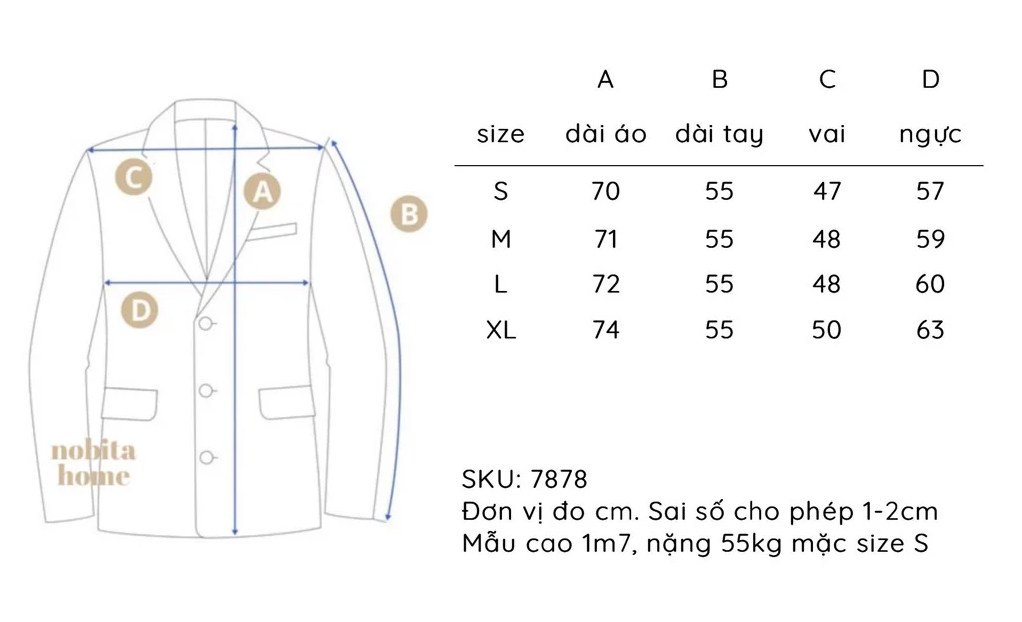 A B C D
size dài áo dài tay vai ngực
S 70 55 47 57
M 71 55 48 59
L 72 55 48 60
XL 74 55 50 63
C
A
B
D
nobita
home
SKU: 7878
Đơn vị đo cm. Sai số cho phép 1-2cm
Mẫu cao 1m7, nặng 55kg mặc size S